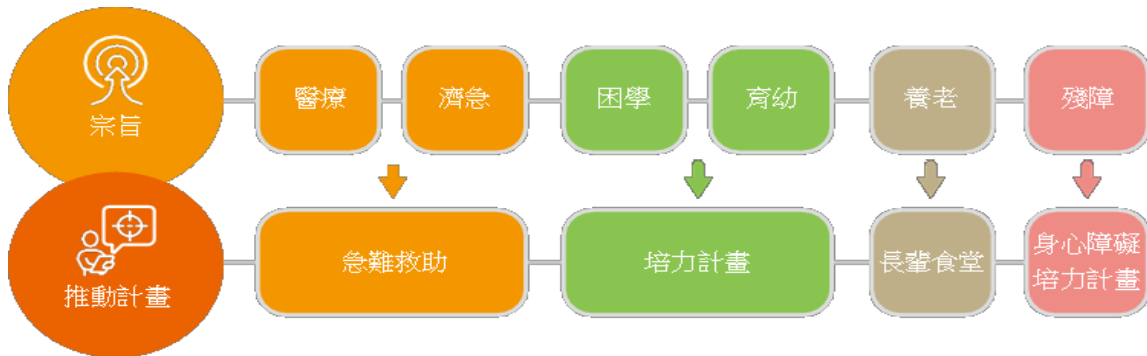 宗旨
醫療
濟急
困學
育幼
養老
殘障
推動計畫
急難救助
培力計畫
長輩食堂
身心障礙
培力計畫